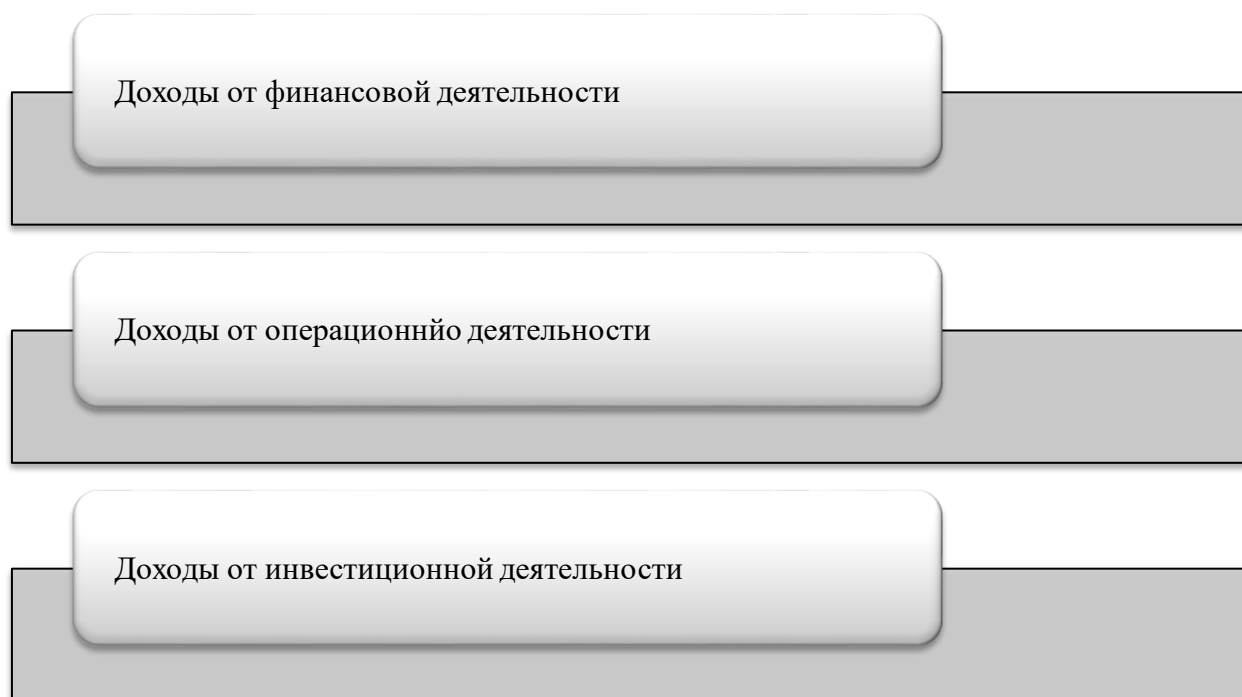 Доходы от финансовой деятельности
Доходы от операционнйо деятельности
Доходы от инвестиционной деятельности